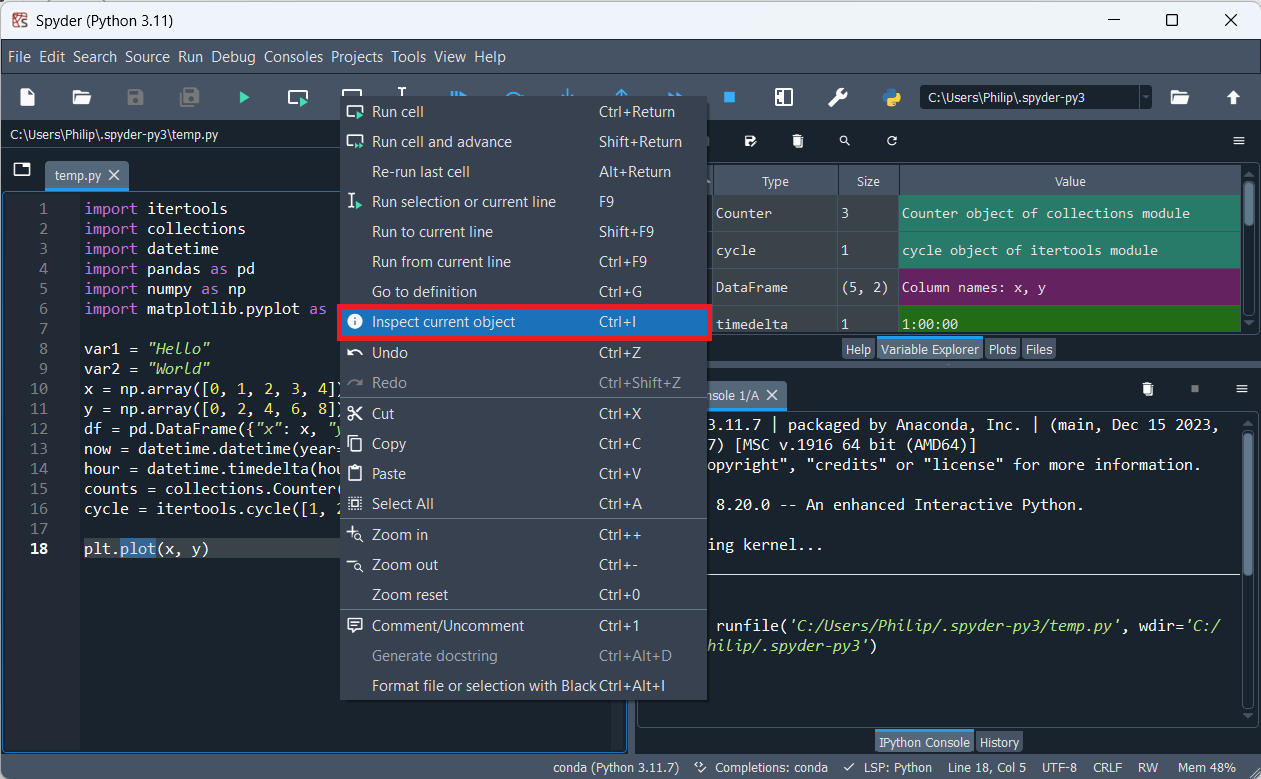 Spyder (Python 3.11)
File Edit Search Source Run Debug Consoles Projects Tools View Help
C:\Users\Philip\.spyder-py3
C:\Users\Philip\.spyder-py3\temp.py
temp.py
1 import itertools
2 import collections
3 import datetime
4 import pandas as pd
5 import numpy as np
6 import matplotlib.pyplot as
7
8 var1 = "Hello"
9 var2 = "World"
10 x = np.array([0, 1, 2, 3, 4])
11 y = np.array([0, 2, 4, 6, 8])
12 df = pd.DataFrame({"x": x, "y
13 now = datetime.datetime(year=
14 hour = datetime.timedelta(hou
15 counts = collections.Counter(
16 cycle = itertools.cycle([1, 2
17
18 plt.plot(x, y)
Run cell Ctrl+Return
Run cell and advance Shift+Return
Re-run last cell Alt+Return
Run selection or current line F9
Run to current line Shift+F9
Run from current line Ctrl+F9
Go to definition Ctrl+G
Inspect current object Ctrl+I
Undo Ctrl+Z
Redo Ctrl+Shift+Z
Cut Ctrl+X
Copy Ctrl+C
Paste Ctrl+V
Select All Ctrl+A
Zoom in Ctrl++
Zoom out Ctrl+-
Zoom reset Ctrl+0
Comment/Uncomment Ctrl+1
Generate docstring Ctrl+Alt+D
Format file or selection with Black Ctrl+Alt+I
Type Size Value
Counter 3 Counter object of collections module
cycle 1 cycle object of itertools module
DataFrame (5, 2) Column names: x, y
timedelta 1 1:00:00
Help Variable Explorer Plots Files
nsole 1/A
3.11.7 | packaged by Anaconda, Inc. | (main, Dec 15 2023,
7) [MSC v.1916 64 bit (AMD64)]
opyright", "credits" or "license" for more information.
8.20.0 -- An enhanced Interactive Python.
ing kernel...
runfile('C:/Users/Philip/.spyder-py3/temp.py', wdir='C:/
hilip/.spyder-py3')
IPython Console History
conda (Python 3.11.7) Completions: conda LSP: Python Line 18, Col 5 UTF-8 CRLF RW Mem 48%